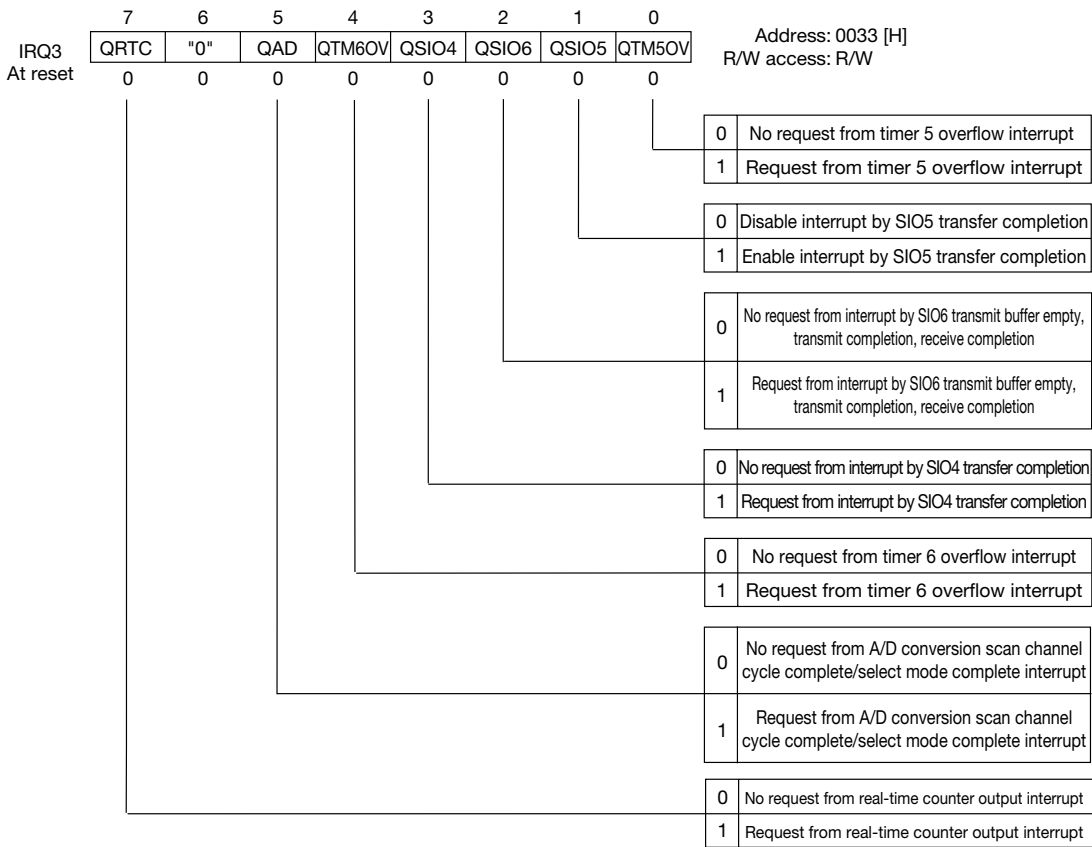 7 6 5 4 3 2 1 0
IRQ3 QRTC "0" QAD QTM6OV QSIO4 QSIO6 QSIO5 QTM5OV
At reset 0 0 0 0 0 0 0 0
Address: 0033 [H]
R/W access: R/W
0 No request from timer 5 overflow interrupt
1 Request from timer 5 overflow interrupt
0 Disable interrupt by SIO5 transfer completion
1 Enable interrupt by SIO5 transfer completion
0 No request from interrupt by SIO6 transmit buffer empty,
transmit completion, receive completion
1 Request from interrupt by SIO6 transmit buffer empty,
transmit completion, receive completion
0 No request from interrupt by SIO4 transfer completion
1 Request from interrupt by SIO4 transfer completion
0 No request from timer 6 overflow interrupt
1 Request from timer 6 overflow interrupt
0 No request from A/D conversion scan channel
cycle complete/select mode complete interrupt
1 Request from A/D conversion scan channel
cycle complete/select mode complete interrupt
0 No request from real-time counter output interrupt
1 Request from real-time counter output interrupt